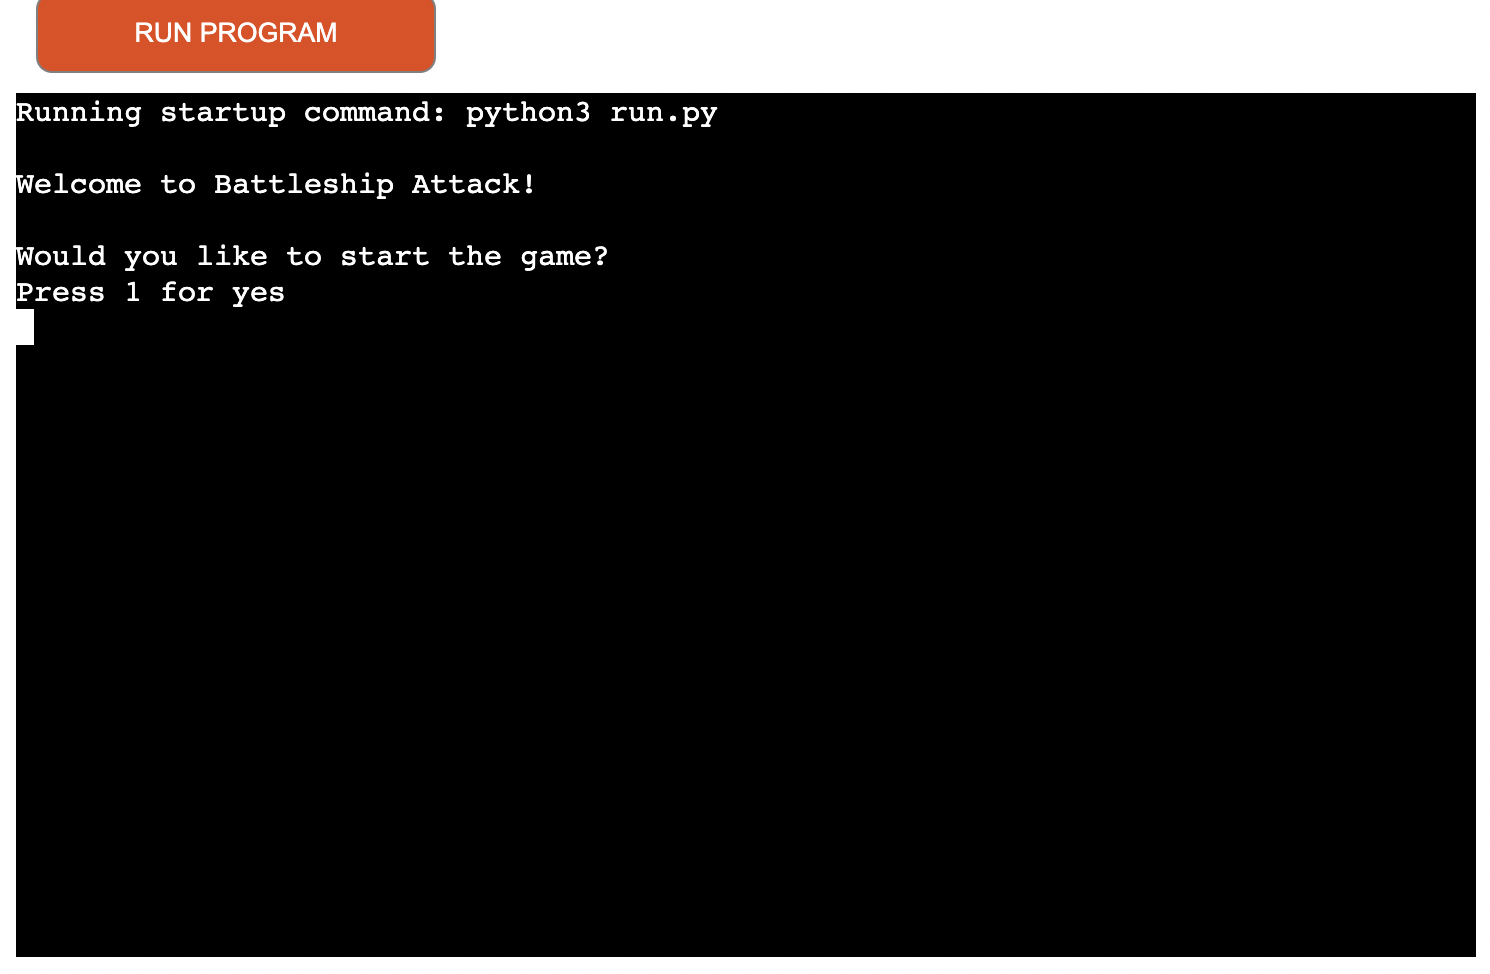 RUN PROGRAM
Running startup command: python3 run.py
Welcome to Battleship Attack!
Would you like to start the game?
Press 1 for yes